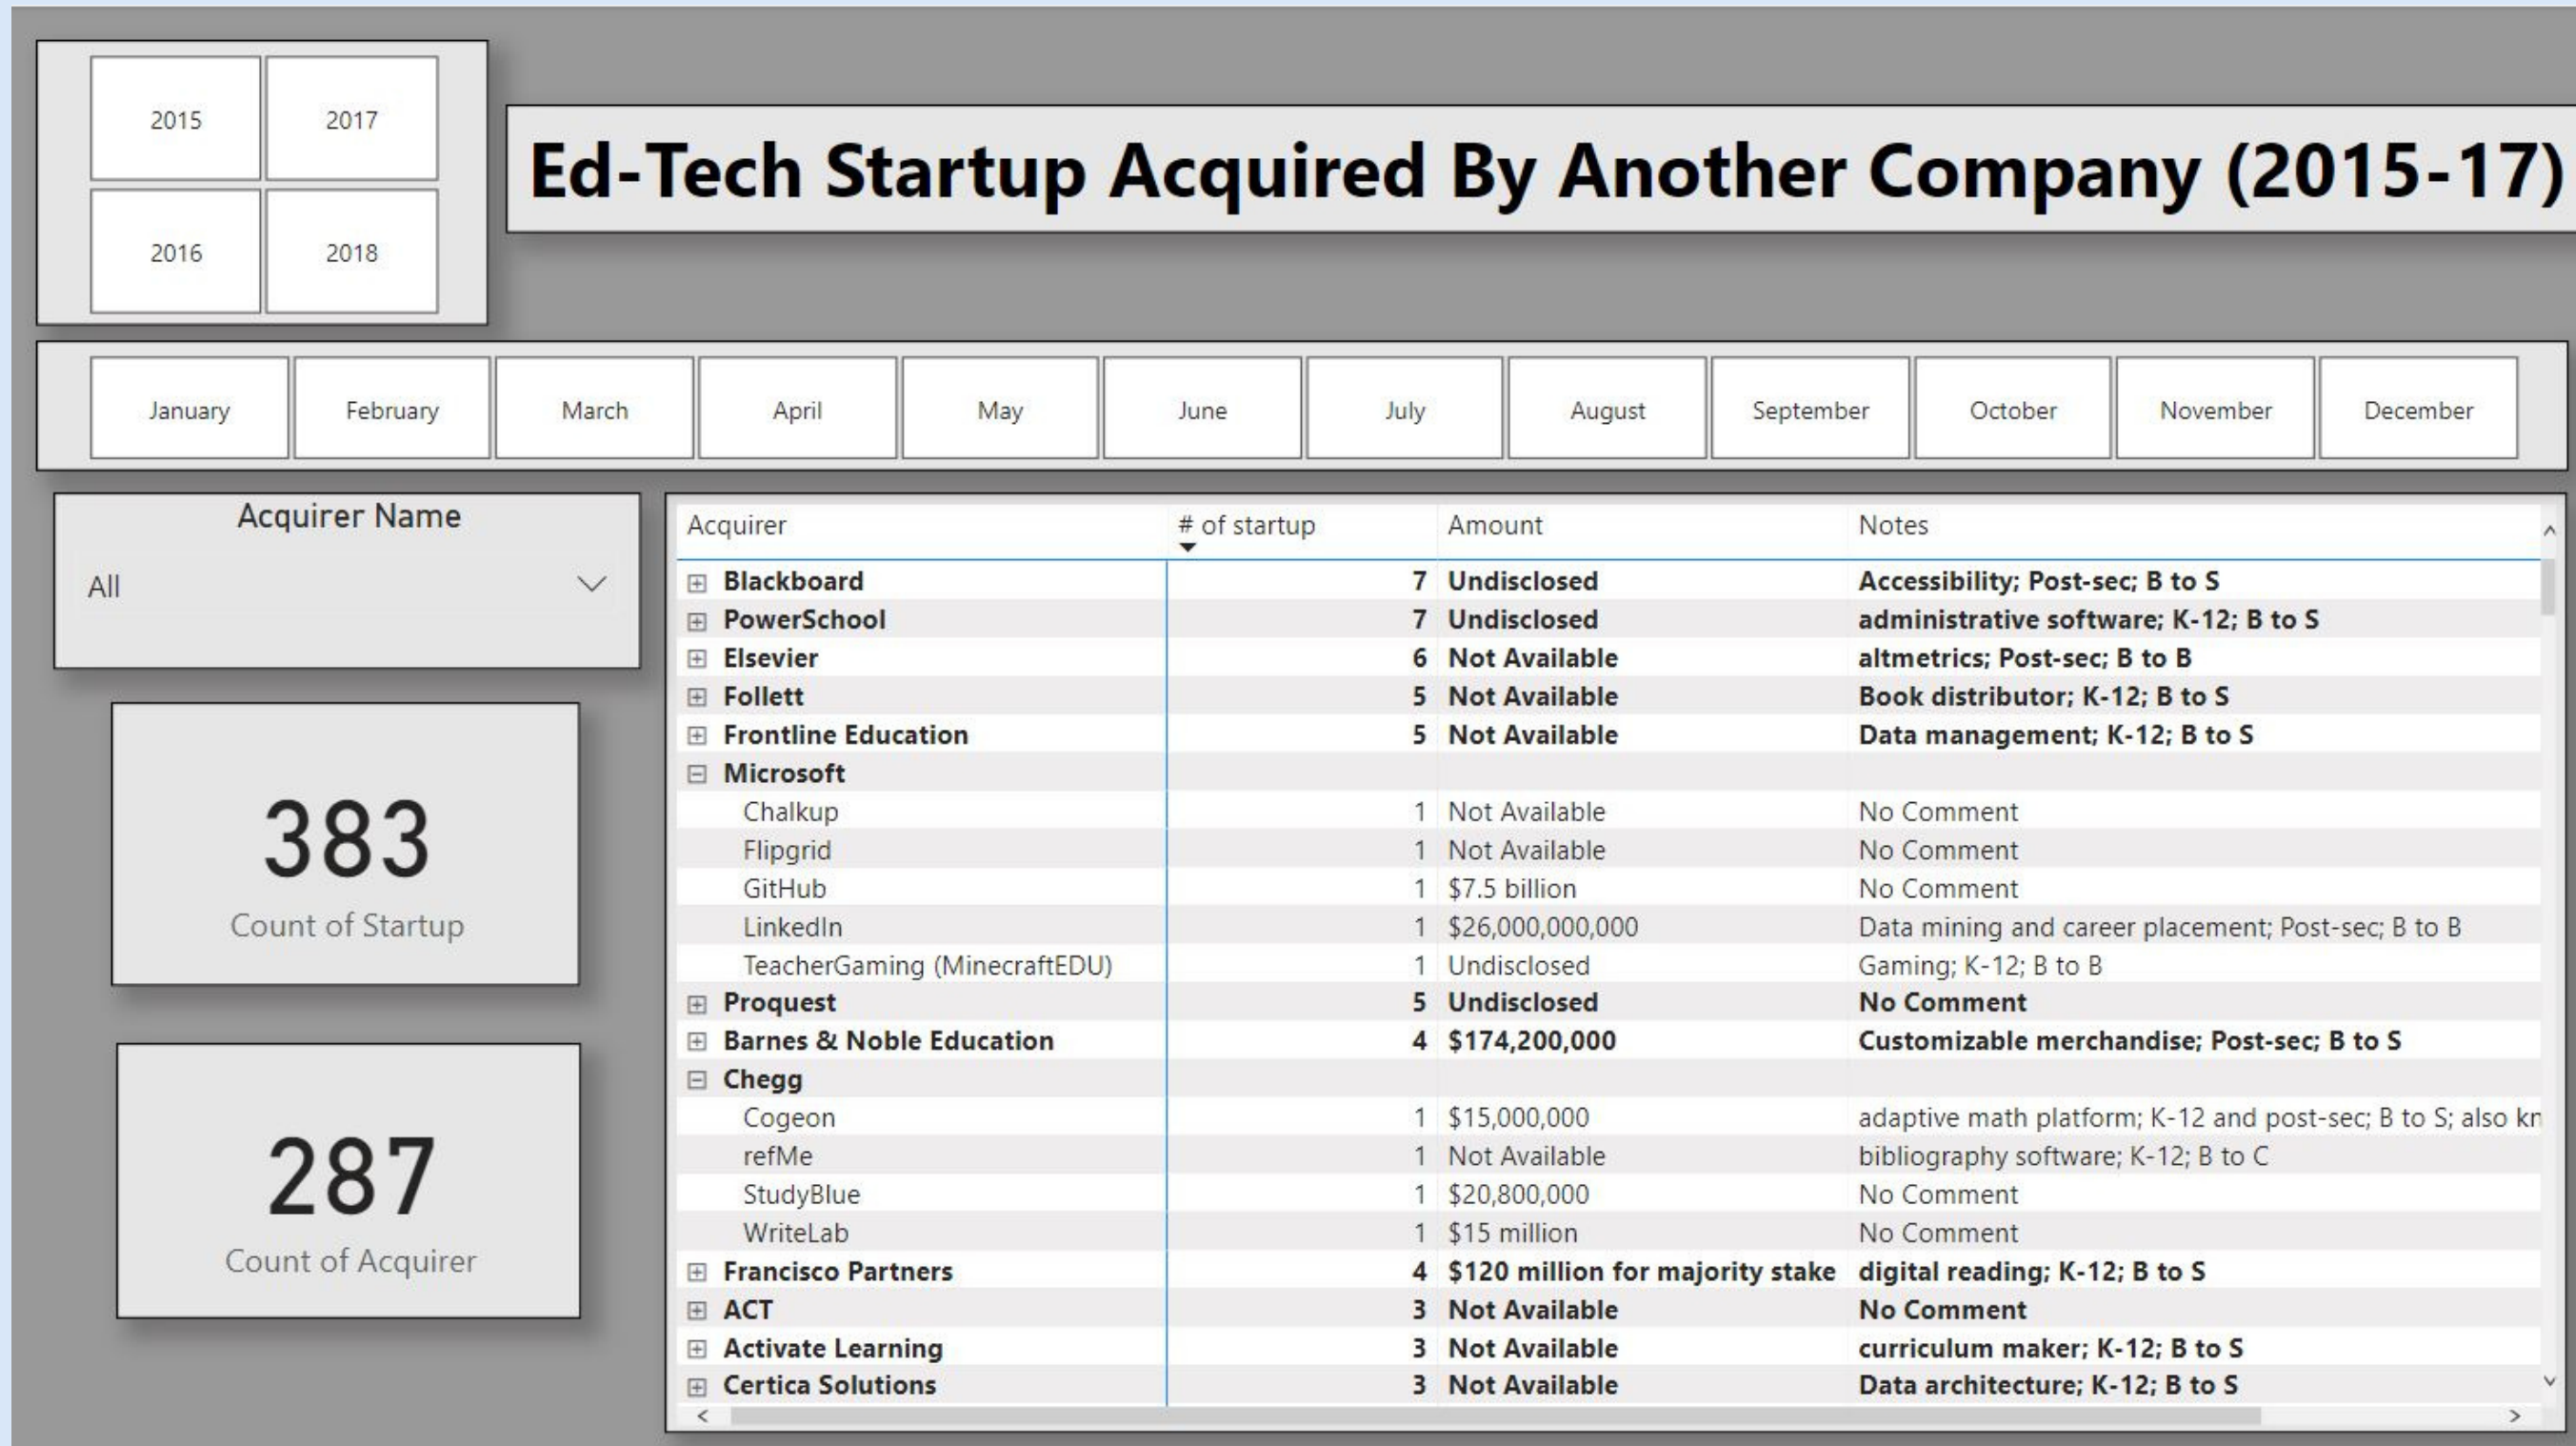 2015 2017
Ed-Tech Startup Acquired By Another Company (2015-17)
2016 2018
January February March April May June July August September October November December
Acquirer Name
All
383
Count of Startup
287
Count of Acquirer
Acquirer # of startup Amount Notes
Blackboard 7 Undisclosed Accessibility; Post-sec; B to S
PowerSchool 7 Undisclosed administrative software; K-12; B to S
Elsevier 6 Not Available altmetrics; Post-sec; B to B
Follett 5 Not Available Book distributor; K-12; B to S
Frontline Education 5 Not Available Data management; K-12; B to S
Microsoft
Chalkup 1 Not Available No Comment
Flipgrid 1 Not Available No Comment
GitHub 1 $7.5 billion No Comment
LinkedIn 1 $26,000,000,000 Data mining and career placement; Post-sec; B to B
TeacherGaming (MinecraftEDU) 1 Undisclosed Gaming; K-12; B to B
Proquest 5 Undisclosed No Comment
Barnes & Noble Education 4 $174,200,000 Customizable merchandise; Post-sec; B to S
Chegg
Cogeon 1 $15,000,000 adaptive math platform; K-12 and post-sec; B to S; also kn
refMe 1 Not Available bibliography software; K-12; B to C
StudyBlue 1 $20,800,000 No Comment
WriteLab 1 $15 million No Comment
Francisco Partners 4 $120 million for majority stake digital reading; K-12; B to S
ACT 3 Not Available No Comment
Activate Learning 3 Not Available curriculum maker; K-12; B to S
Certica Solutions 3 Not Available Data architecture; K-12; B to S